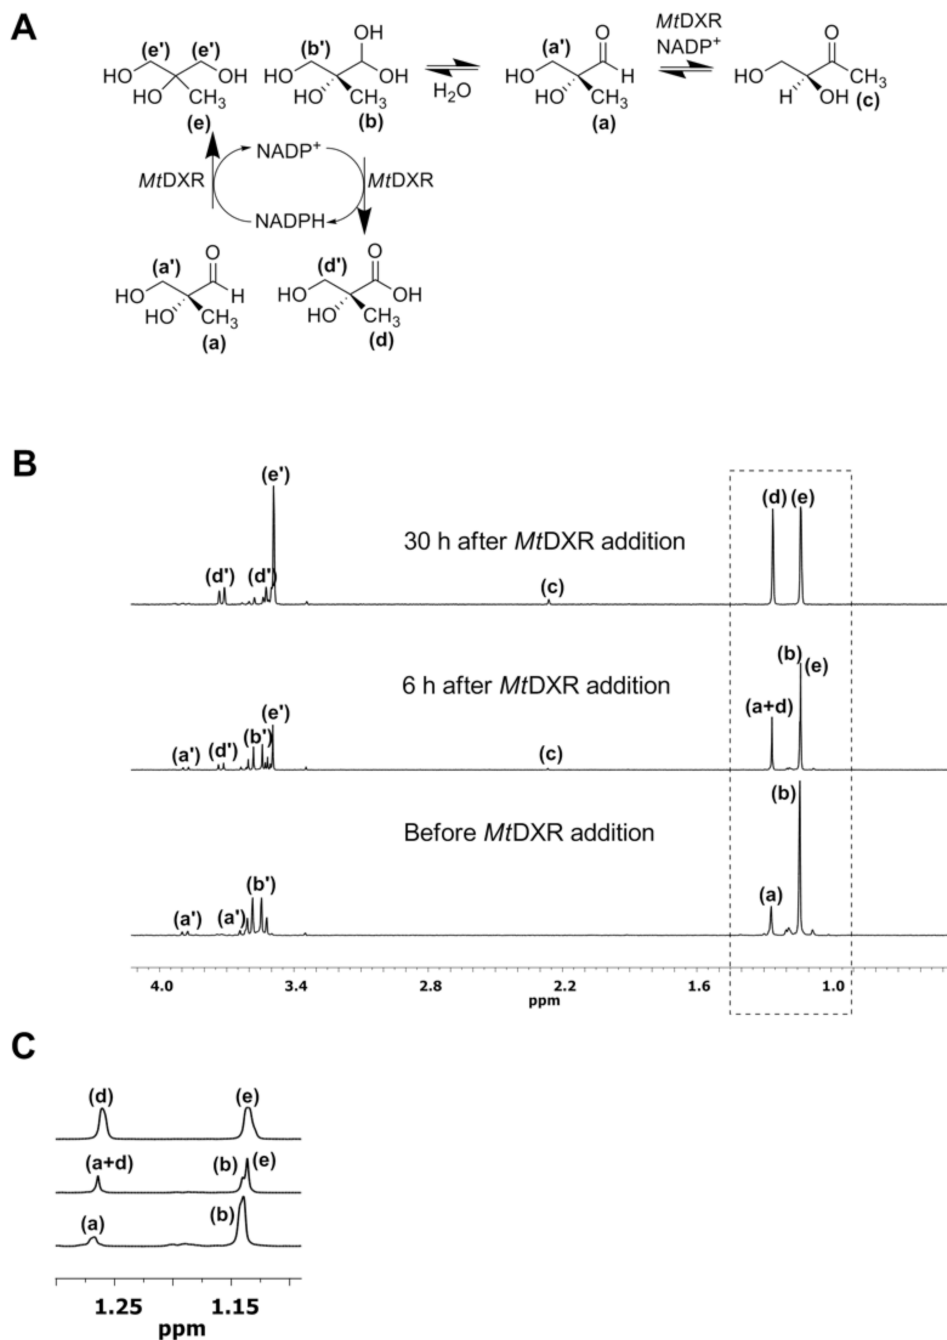 A
OH
(e') (e') (b') (a') O MtDXR O
NADP⁺
HO OH HO OH HO H HO CH₃
HO CH₃ HO CH₃ H₂O HO CH₃ H OH (c)
(e) (b) (a)
NADP⁺
MtDXR MtDXR
NADPH
O O
(a') (d')
HO H HO OH
HO CH₃ HO CH₃
(a) (d)
B
(e')
(d) (e)
30 h after MtDXR addition
(d') (d') (c)
(b)
6 h after MtDXR addition
(e)
(e') (a+d)
(b')
(a') (d') (c)
(b)
Before MtDXR addition
(b')
(a') (a') (a)
4.0 3.4 2.8 2.2 1.6 1.0
ppm
C
(d) (e)
(a+d) (b) (e)
(a) (b)
1.25 1.15
ppm